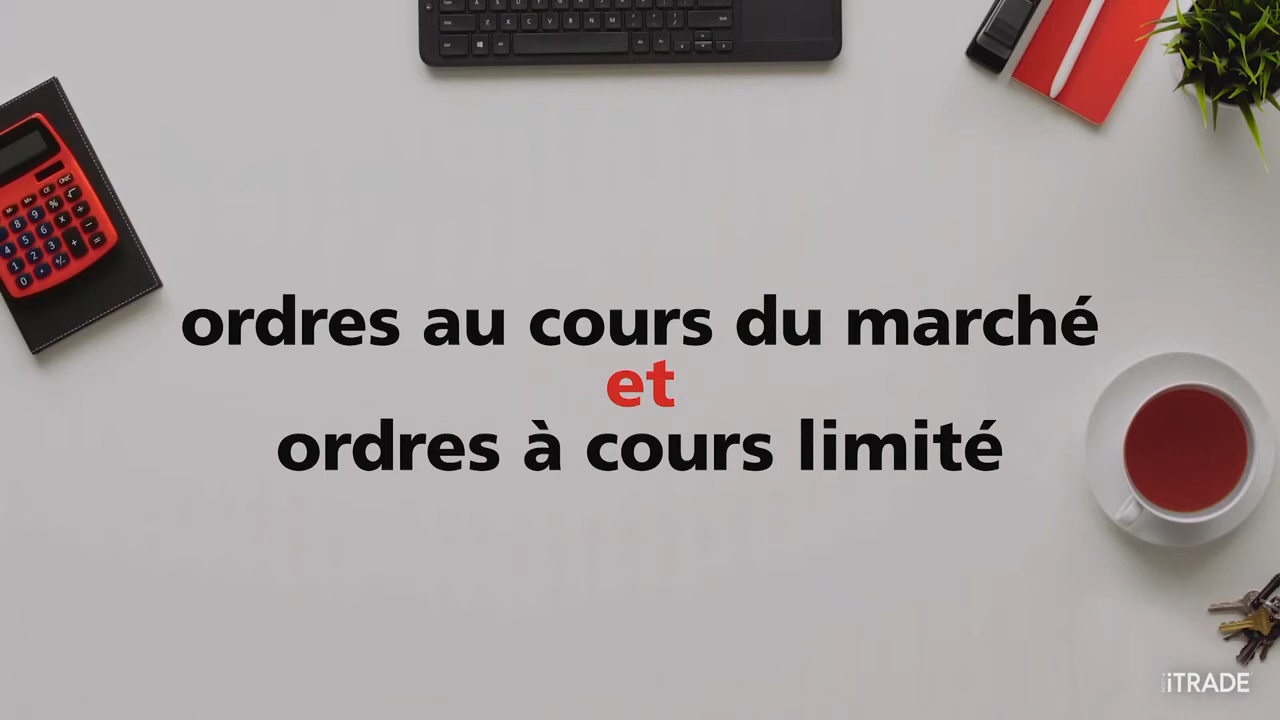 ordres au cours du marché
et
ordres à cours limité
iTRADE